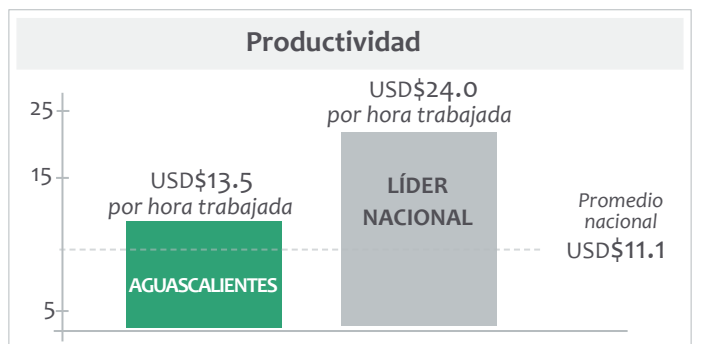 Productividad
USD$24.0
por hora trabajada
25
15
USD$13.5
por hora trabajada
LÍDER
NACIONAL
Promedio
nacional
USD$11.1
AGUASCALIENTES
5